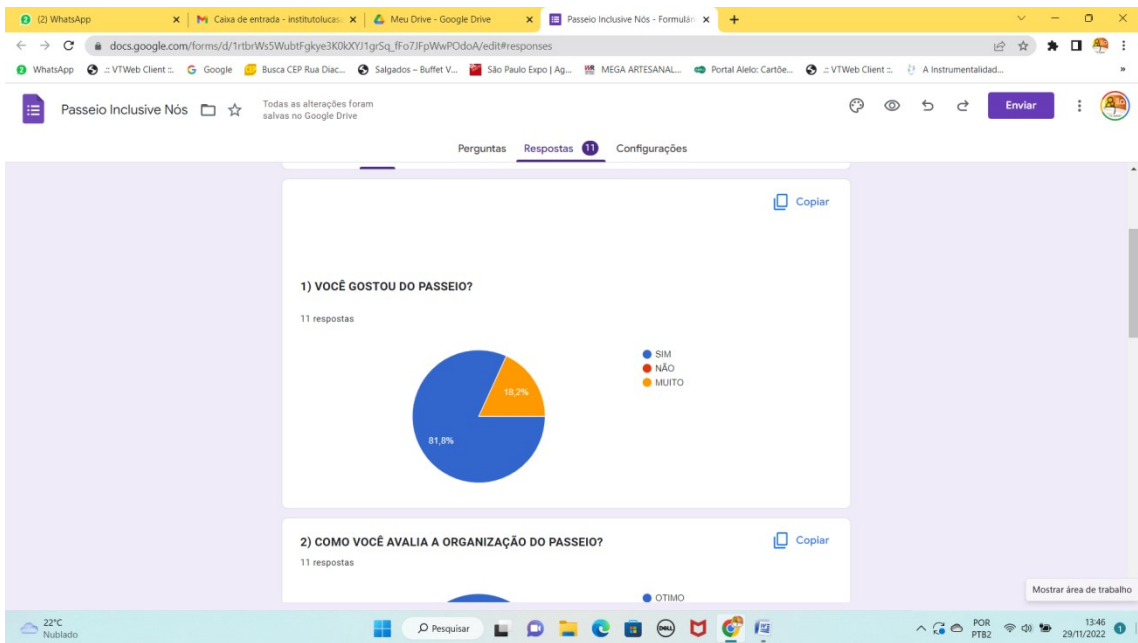 (2) WhatsApp
Caixa de entrada - institutolucas
Meu Drive - Google Drive
Passeio Inclusive Nós - Formulári
docs.google.com/forms/d/1rtbrWs5WubtFgkye3K0kXYJ1grSq_fFo7JFpWwPOdoA/edit#responses
WhatsApp
.:: VTWeb Client ::.
Google
Busca CEP Rua Diac...
Salgados – Buffet V...
São Paulo Expo | Ag...
MEGA ARTESANAL...
Portal Alelo: Cartõe...
.:: VTWeb Client ::.
A Instrumentalidad...
»
Passeio Inclusive Nós
Todas as alterações foram
salvas no Google Drive
Enviar
Perguntas Respostas 11 Configurações
Copiar
1) VOCÊ GOSTOU DO PASSEIO?
11 respostas
SIM
NÃO
MUITO
18,2%
81,8%
2) COMO VOCÊ AVALIA A ORGANIZAÇÃO DO PASSEIO?
Copiar
11 respostas
OTIMO
Mostrar área de trabalho
22°C
Nublado
Pesquisar
DELL
POR
PTB2
13:46
29/11/2022
1